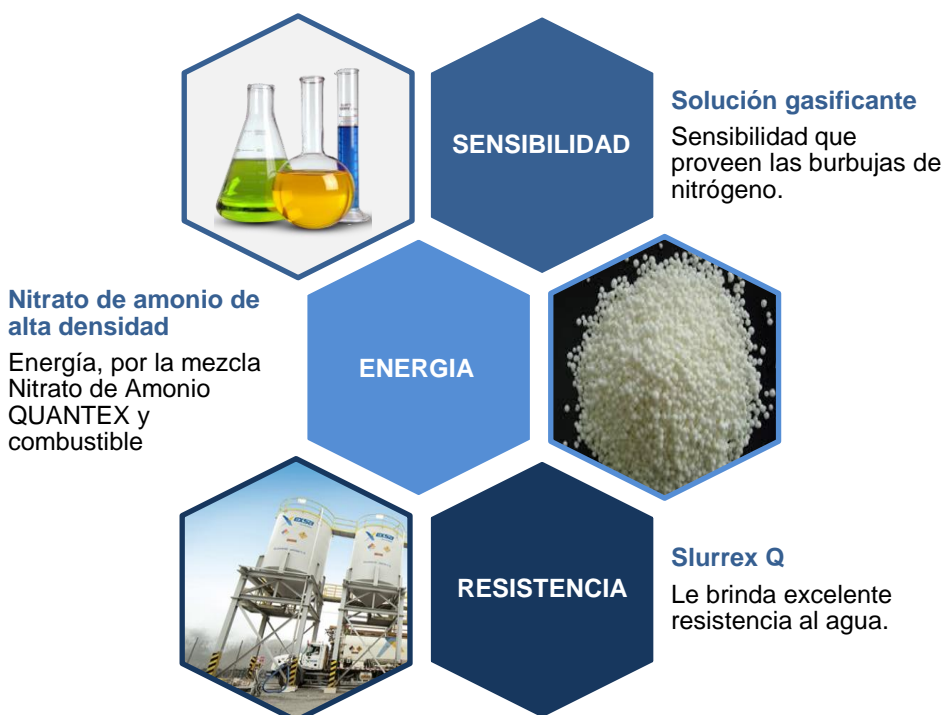 SENSIBILIDAD
Solución gasificante
Sensibilidad que
proveen las burbujas de
nitrógeno.
Nitrato de amonio de
alta densidad
Energía, por la mezcla
Nitrato de Amonio
QUANTEX y
combustible
ENERGIA
RESISTENCIA
Slurrex Q
Le brinda excelente
resistencia al agua.